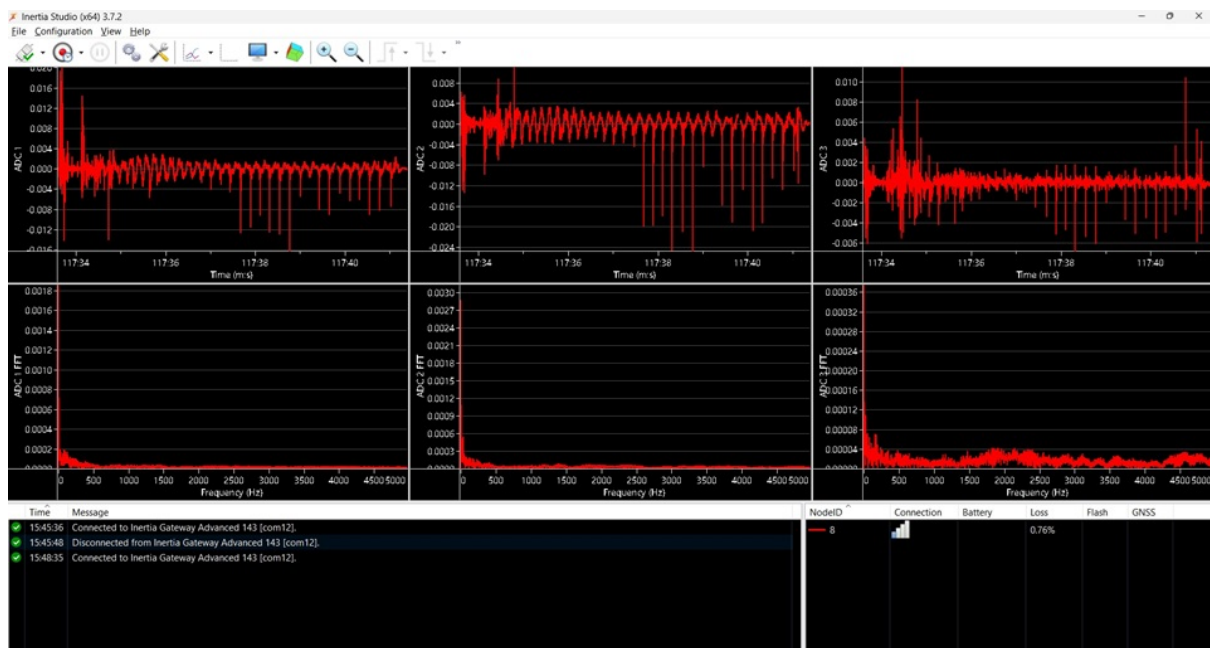 Inertia Studio (x64) 3.7.2
File Configuration View Help
ADC 1
0.020
0.016
0.012
0.008
0.004
0.000
-0.004
-0.008
-0.012
-0.016
117:34 117:36 117:38 117:40
Time (m:s)
ADC 2
0.008
0.004
0.000
-0.004
-0.008
-0.012
-0.016
-0.020
-0.024
117:34 117:36 117:38 117:40
Time (m:s)
ADC 3
0.010
0.008
0.006
0.004
0.002
0.000
-0.002
-0.004
-0.006
117:34 117:36 117:38 117:40
Time (m:s)
ADC 1 FFT
0.0018
0.0016
0.0014
0.0012
0.0010
0.0008
0.0006
0.0004
0.0002
0.0000
0 500 1000 1500 2000 2500 3000 3500 4000 4500 5000
Frequency (Hz)
ADC 2 FFT
0.0030
0.0027
0.0024
0.0021
0.0018
0.0015
0.0012
0.0009
0.0006
0.0003
0.0000
0 500 1000 1500 2000 2500 3000 3500 4000 4500 5000
Frequency (Hz)
ADC 3 FFT
0.00036
0.00032
0.00028
0.00024
0.00020
0.00016
0.00012
0.00008
0.00004
0.00000
0 500 1000 1500 2000 2500 3000 3500 4000 4500 5000
Frequency (Hz)
Time Message
15:45:36 Connected to Inertia Gateway Advanced 143 [com12].
15:45:48 Disconnected from Inertia Gateway Advanced 143 [com12].
15:48:35 Connected to Inertia Gateway Advanced 143 [com12].
NodeID Connection Battery Loss Flash GNSS
8 0.76%